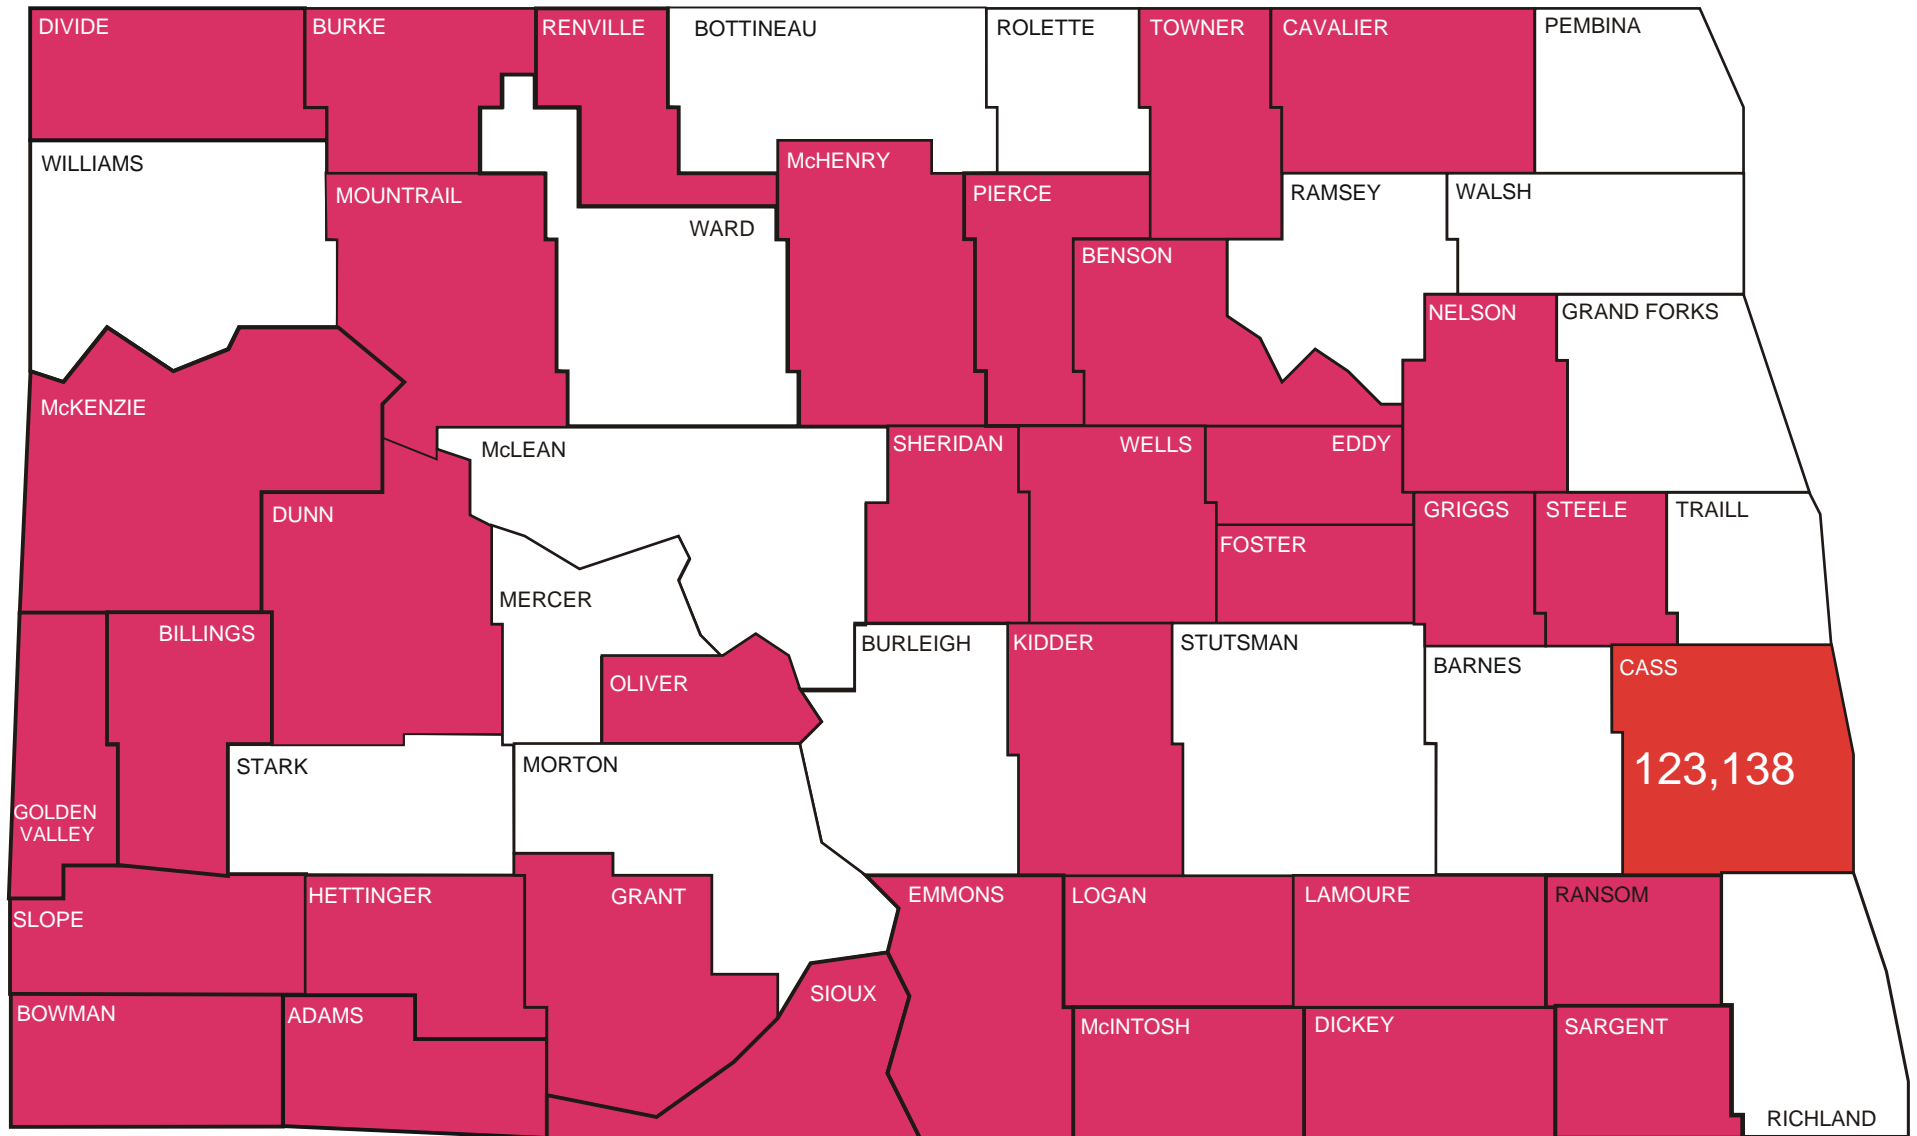 DIVIDE
BURKE
RENVILLE
BOTTINEAU
ROLETTE
TOWNER
CAVALIER
PEMBINA
WILLIAMS
MOUNTRAIL
WARD
McHENRY
PIERCE
BENSON
RAMSEY
WALSH
NELSON
GRAND FORKS
McKENZIE
McLEAN
SHERIDAN
WELLS
EDDY
DUNN
GRIGGS
STEELE
TRAILL
FOSTER
MERCER
BILLINGS
OLIVER
BURLEIGH
KIDDER
STUTSMAN
BARNES
CASS
123,138
STARK
MORTON
GOLDEN
VALLEY
SLOPE
HETTINGER
GRANT
EMMONS
LOGAN
LAMOURE
RANSOM
BOWMAN
ADAMS
SIOUX
McINTOSH
DICKEY
SARGENT
RICHLAND